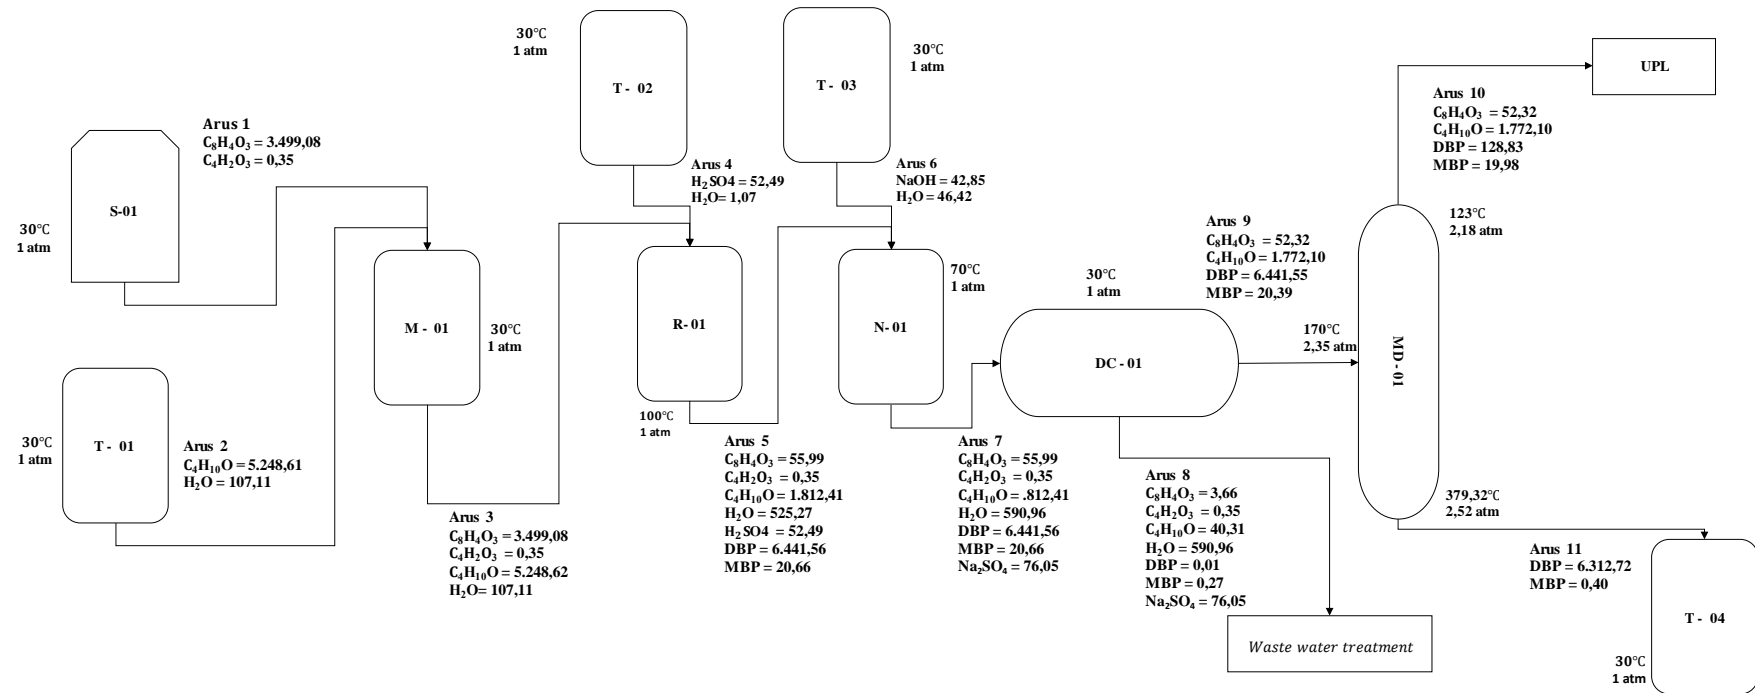 30°C
1 atm
T - 02
30°C
1 atm
T - 03
UPL
Arus 10
C₈H₄O₃ = 52,32
C₄H₁₀O = 1.772,10
DBP = 128,83
MBP = 19,98
Arus 1
C₈H₄O₃ = 3.499,08
C₄H₂O₃ = 0,35
S-01
30°C
1 atm
Arus 4
H₂SO4 = 52,49
H₂O= 1,07
Arus 6
NaOH = 42,85
H₂O = 46,42
Arus 9
C₈H₄O₃ = 52,32
C₄H₁₀O = 1.772,10
DBP = 6.441,55
MBP = 20,39
123°C
2,18 atm
M - 01
30°C
1 atm
R- 01
100°C
1 atm
N- 01
70°C
1 atm
30°C
1 atm
DC - 01
170°C
2,35 atm
MD - 01
T - 01
30°C
1 atm
Arus 2
C₄H₁₀O = 5.248,61
H₂O = 107,11
Arus 3
C₈H₄O₃ = 3.499,08
C₄H₂O₃ = 0,35
C₄H₁₀O = 5.248,62
H₂O= 107,11
Arus 5
C₈H₄O₃ = 55,99
C₄H₂O₃ = 0,35
C₄H₁₀O = 1.812,41
H₂O = 525,27
H₂SO4 = 52,49
DBP = 6.441,56
MBP = 20,66
Arus 7
C₈H₄O₃ = 55,99
C₄H₂O₃ = 0,35
C₄H₁₀O = .812,41
H₂O = 590,96
DBP = 6.441,56
MBP = 20,66
Na₂SO₄ = 76,05
Arus 8
C₈H₄O₃ = 3,66
C₄H₂O₃ = 0,35
C₄H₁₀O = 40,31
H₂O = 590,96
DBP = 0,01
MBP = 0,27
Na₂SO₄ = 76,05
Waste water treatment
379,32°C
2,52 atm
Arus 11
DBP = 6.312,72
MBP = 0,40
T - 04
30°C
1 atm